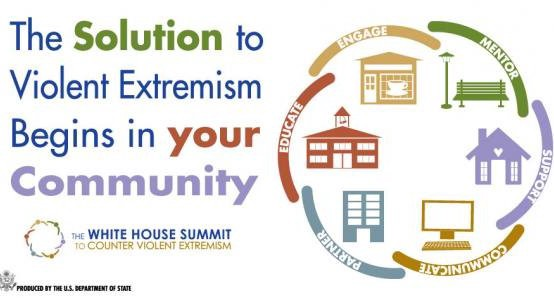 The Solution to
Violent Extremism
Begins in your
Community
THE WHITE HOUSE SUMMIT
TO COUNTER VIOLENT EXTREMISM
PRODUCED BY THE U.S. DEPARTMENT OF STATE
ENGAGE
MENTOR
SUPPORT
COMMUNICATE
PARTNER
EDUCATE